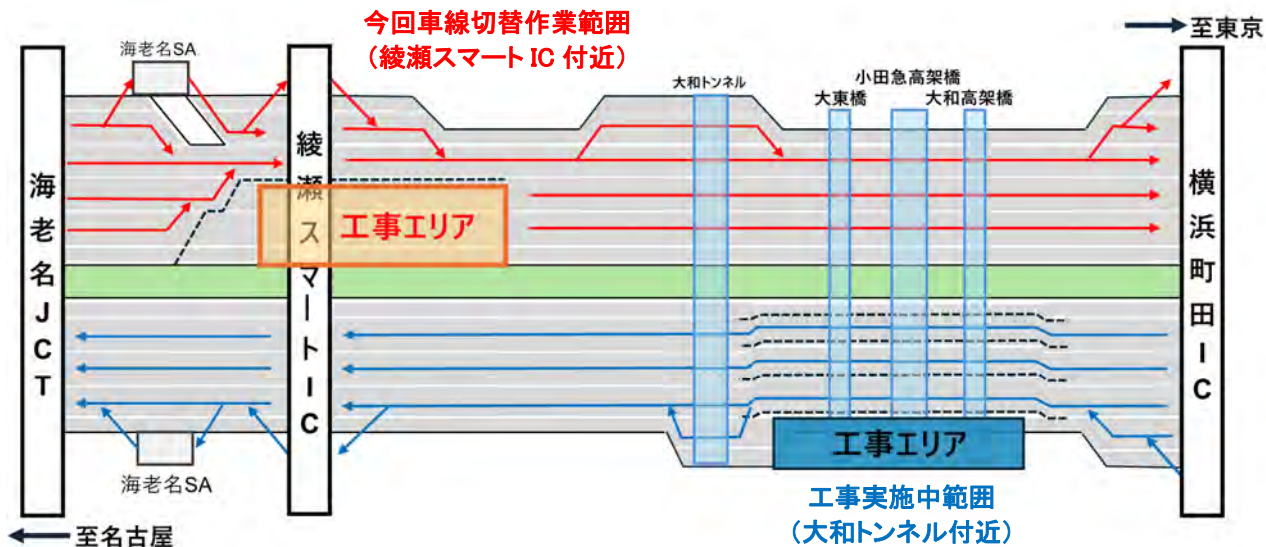 今回車線切替作業範囲
(綾瀬スマート IC 付近)
至東京
海老名SA
大和トンネル
小田急高架橋
大東橋
大和高架橋
海老名JCT
綾瀬スマートIC
横浜町田IC
工事エリア
工事エリア
海老名SA
工事実施中範囲
(大和トンネル付近)
至名古屋